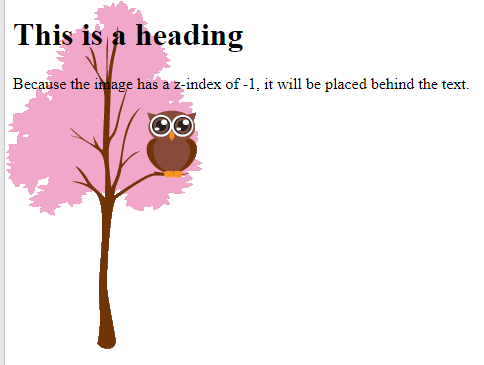 This is a heading
Because the image has a z-index of -1, it will be placed behind the text.